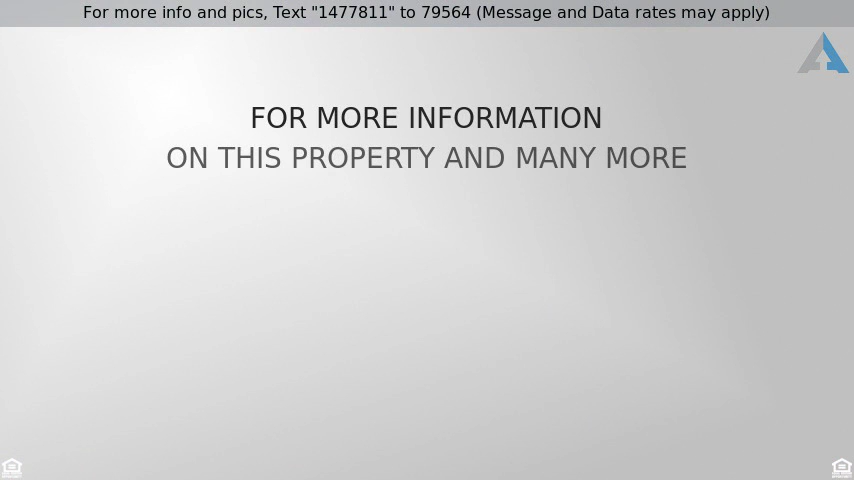 For more info and pics, Text "1477811" to 79564 (Message and Data rates may apply)
FOR MORE INFORMATION
ON THIS PROPERTY AND MANY MORE